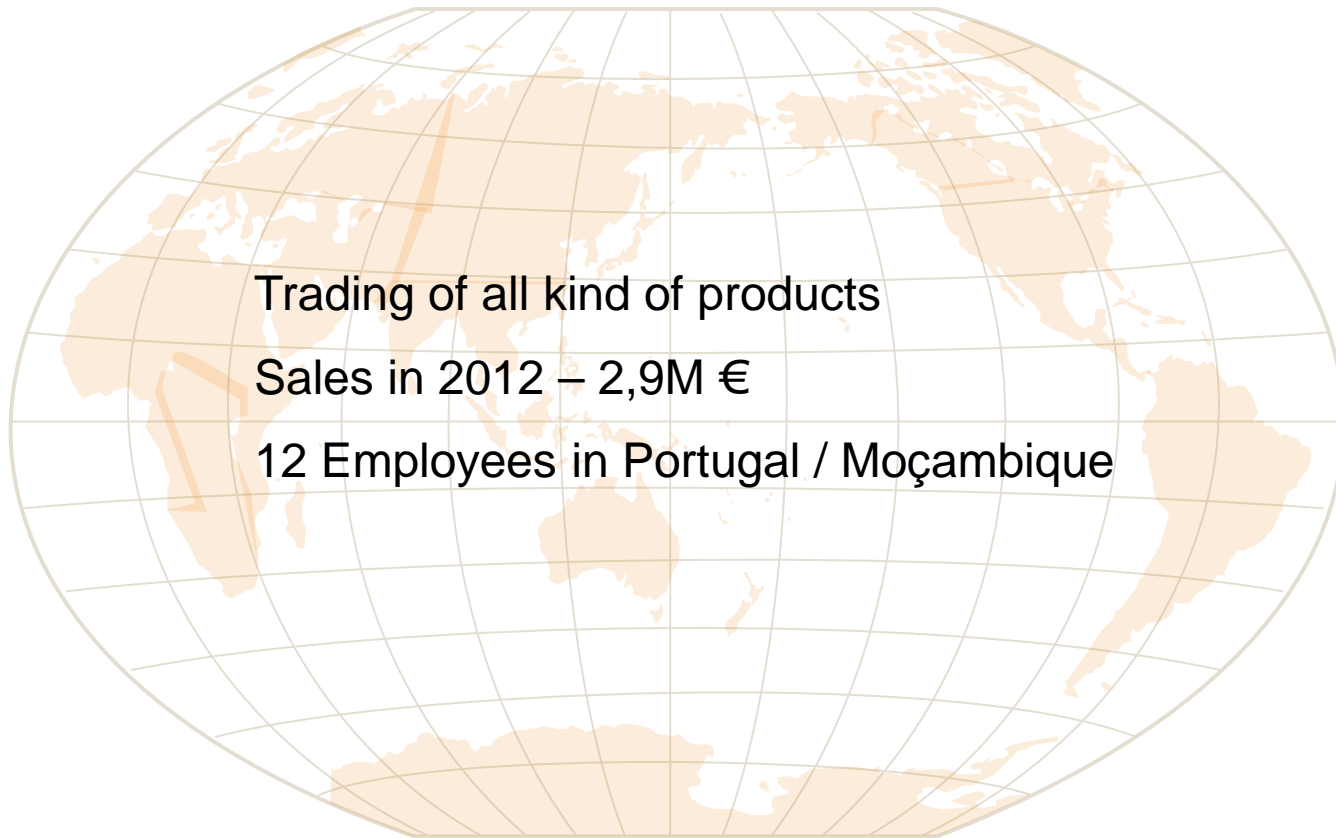 Trading of all kind of products
Sales in 2012 – 2,9M €
12 Employees in Portugal / Moçambique